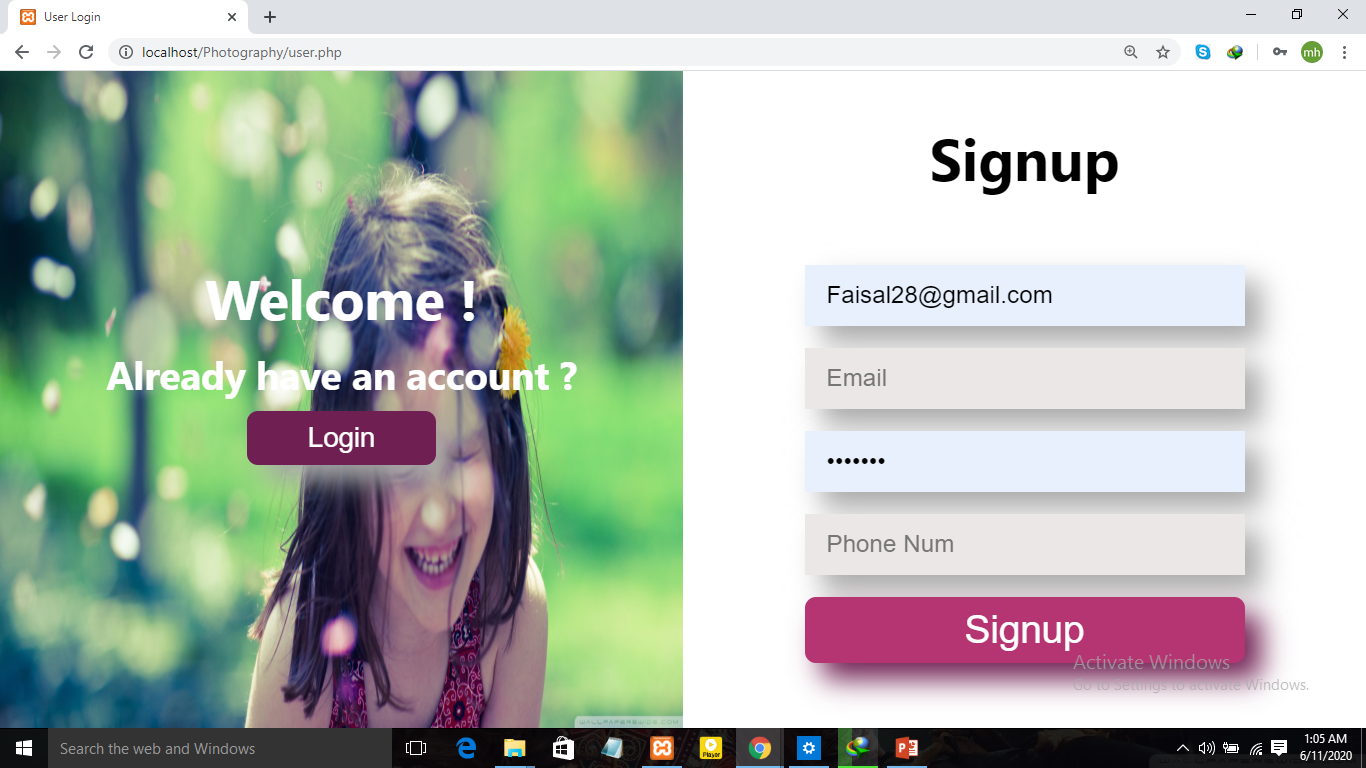 User Login
localhost/Photography/user.php
mh
Welcome !
Already have an account ?
Login
Signup
Faisal28@gmail.com
Email
•••••••
Phone Num
Signup
Activate Windows
Go to Settings to activate Windows.
WALLPAPERSWIDE.COM
Search the web and Windows
Player
1:05 AM
6/11/2020